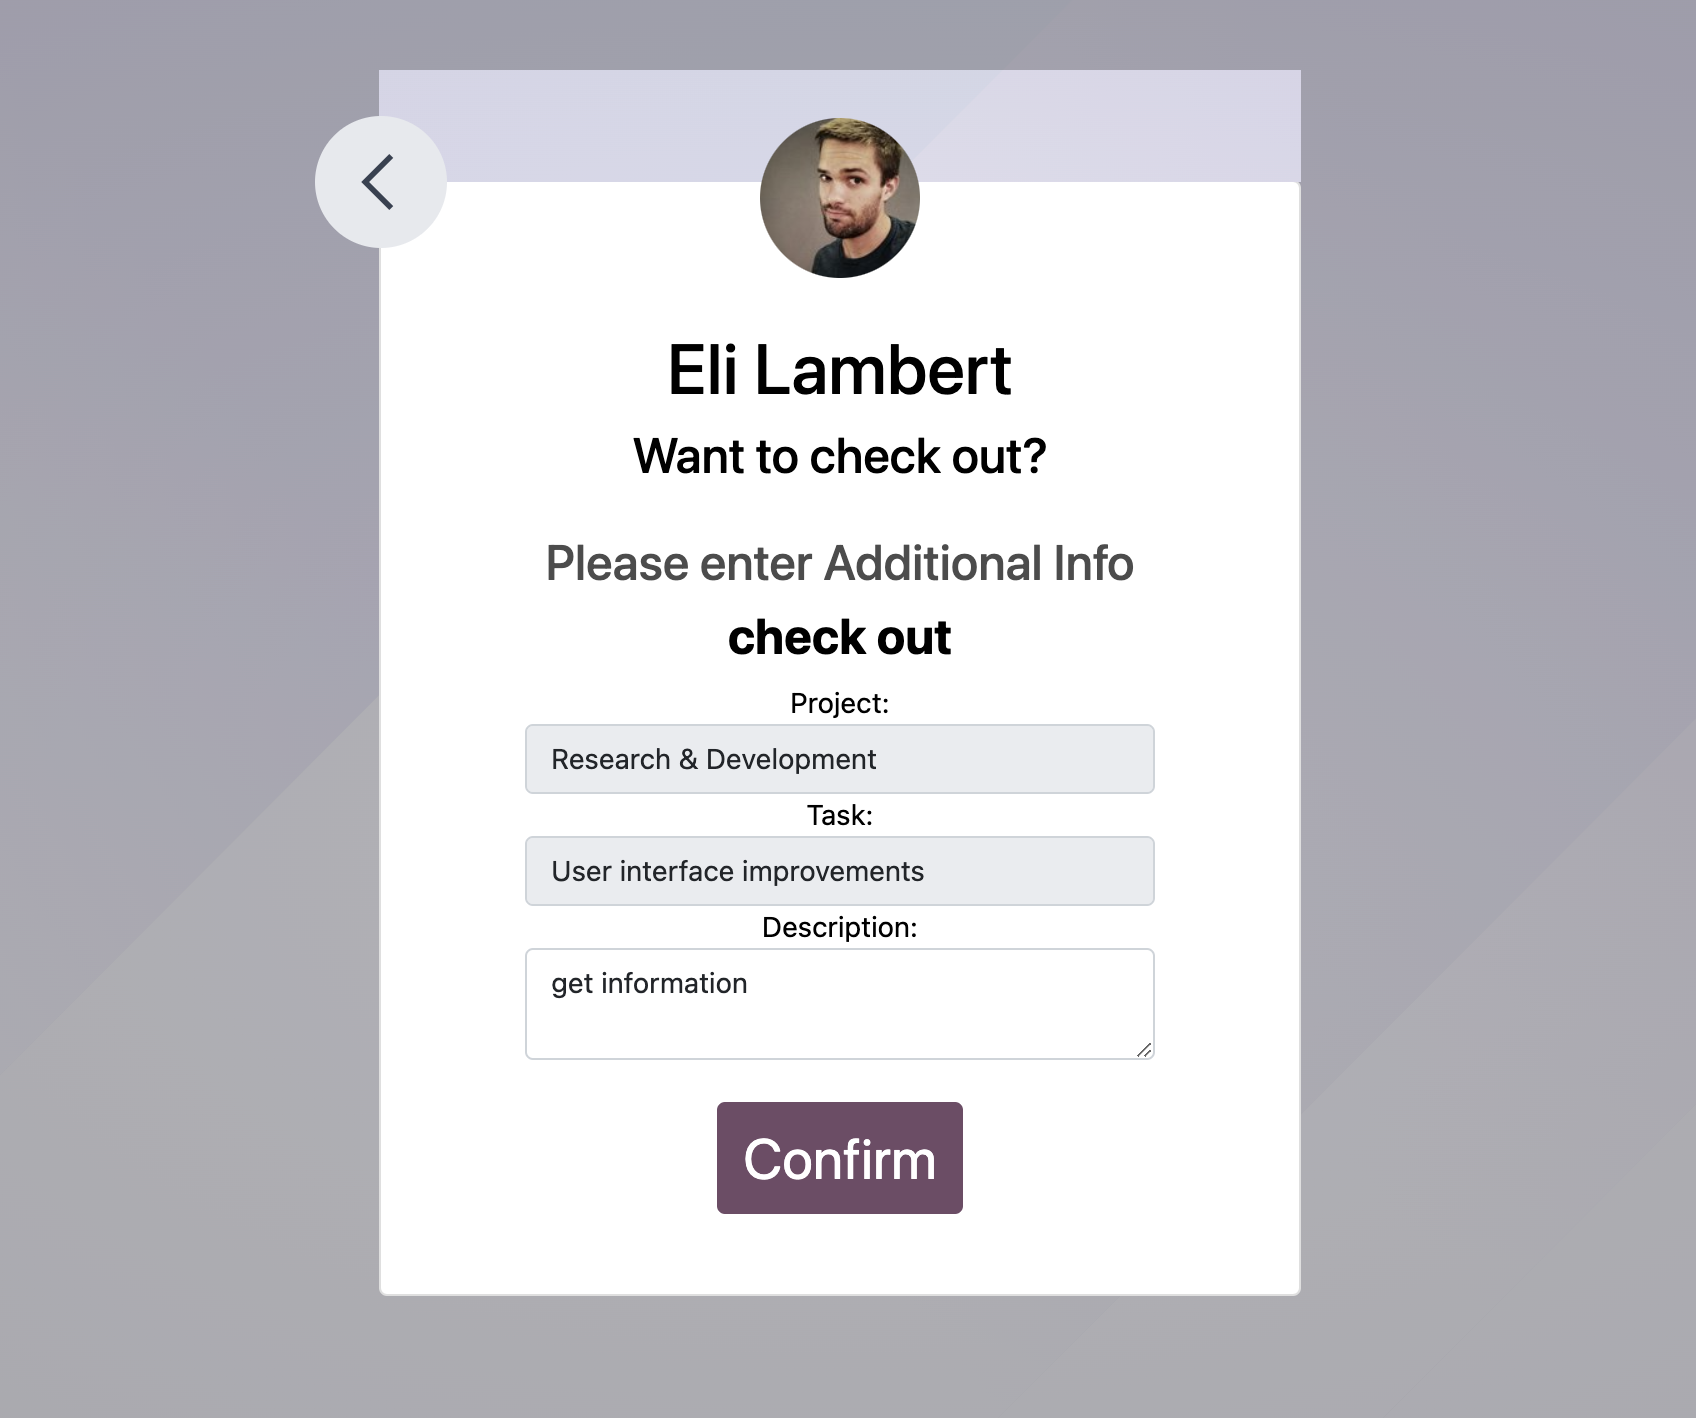 Eli Lambert
Want to check out?
Please enter Additional Info
check out
Project:
Research & Development
Task:
User interface improvements
Description:
get information
Confirm